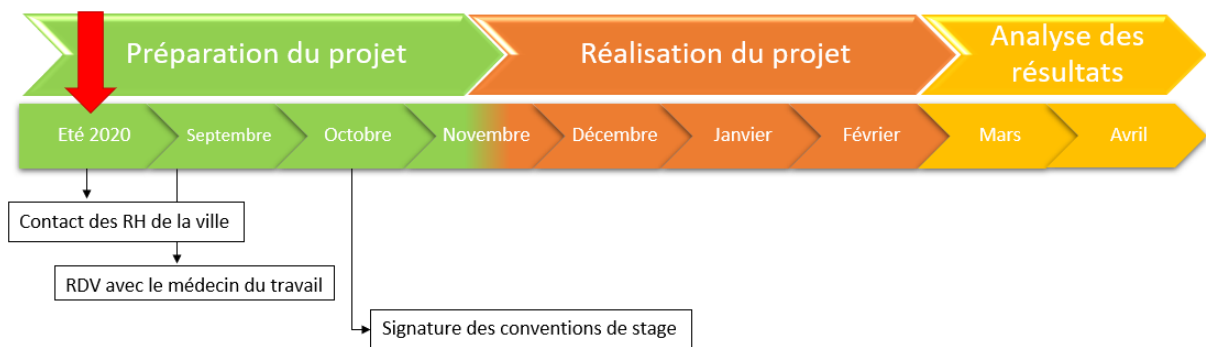 Préparation du projet
Réalisation du projet
Analyse des
résultats
Eté 2020
Septembre
Octobre
Novembre
Décembre
Janvier
Février
Mars
Avril
Contact des RH de la ville
RDV avec le médecin du travail
Signature des conventions de stage